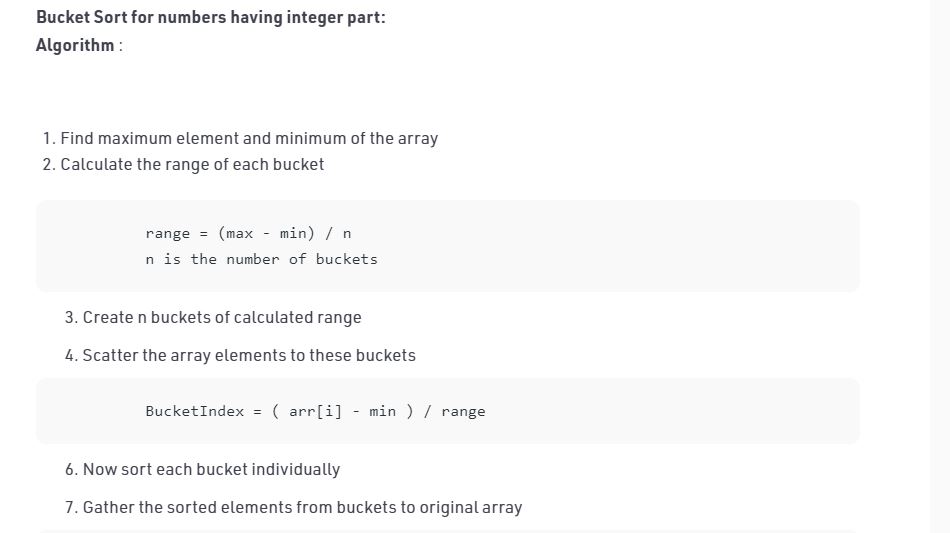 Bucket Sort for numbers having integer part:
Algorithm :
1. Find maximum element and minimum of the array
2. Calculate the range of each bucket
range = (max - min) / n
n is the number of buckets
3. Create n buckets of calculated range
4. Scatter the array elements to these buckets
BucketIndex = ( arr[i] - min ) / range
6. Now sort each bucket individually
7. Gather the sorted elements from buckets to original array